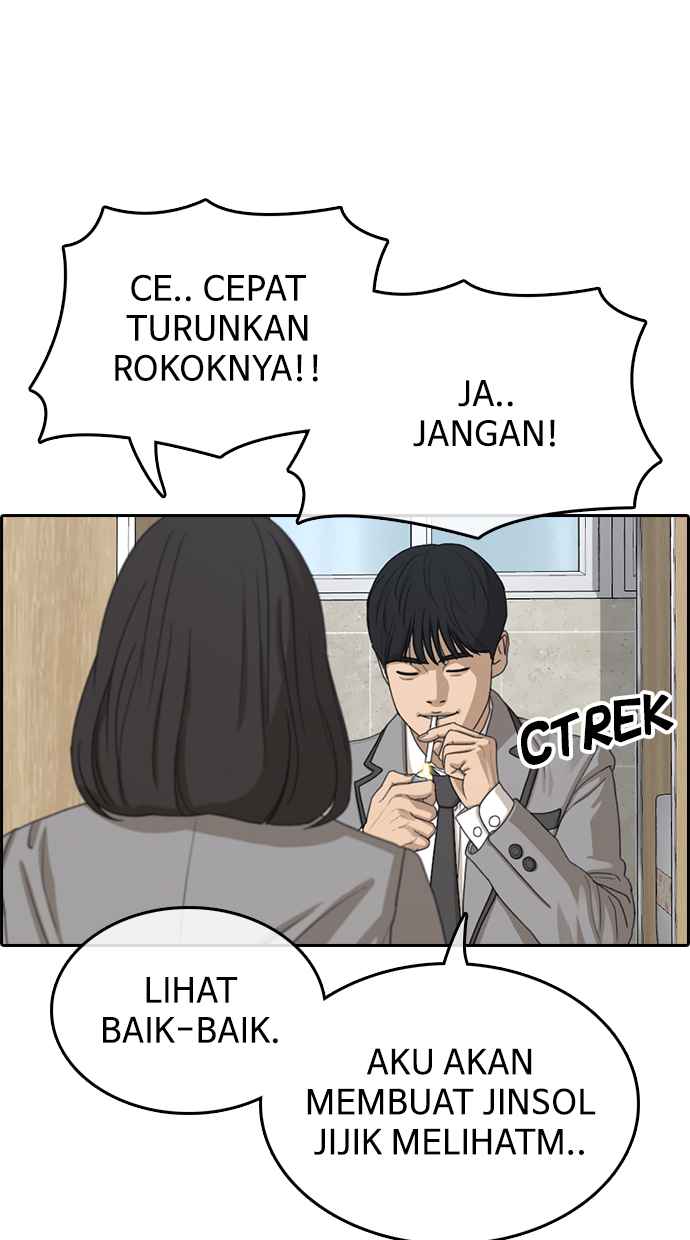 CE.. CEPAT
TURUNKAN
ROKOKNYA!!
JA..
JANGAN!
CTREK
LIHAT
BAIK-BAIK.
AKU AKAN
MEMBUAT JINSOL
JIJIK MELIHATM..